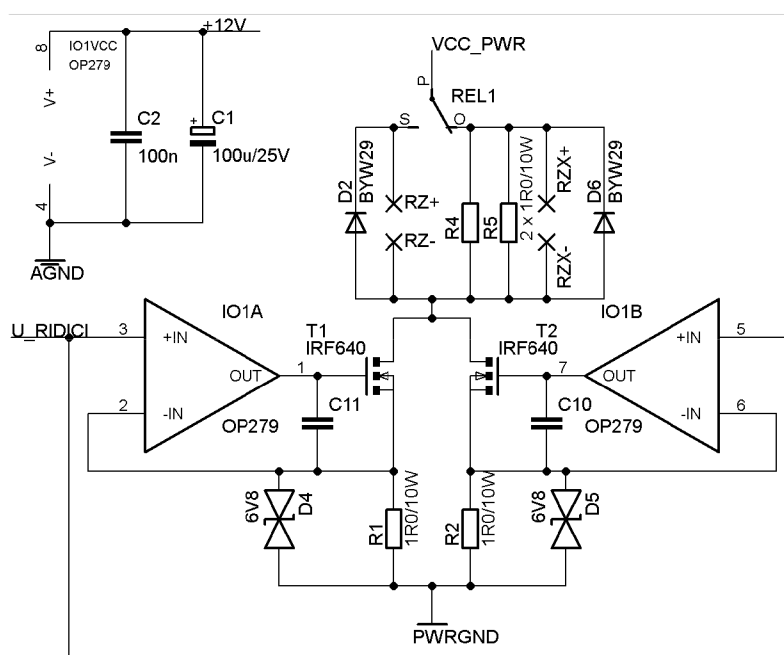 +12V
8
IO1VCC
OP279
V+
V-
4
C2
100n
+
C1
100u/25V
AGND
VCC_PWR
P
REL1
S
O
D2
BYW29
RZ+
RZ-
R4
R5
2 x 1R0/10W
RZX+
RZX-
D6
BYW29
U_RIDICI
3
+IN
IO1A
OUT
1
2
-IN
OP279
T1
IRF640
C11
T2
IRF640
7
C10
IO1B
+IN
5
OUT
-IN
6
OP279
6V8
D4
R1
1R0/10W
R2
1R0/10W
6V8
D5
PWRGND